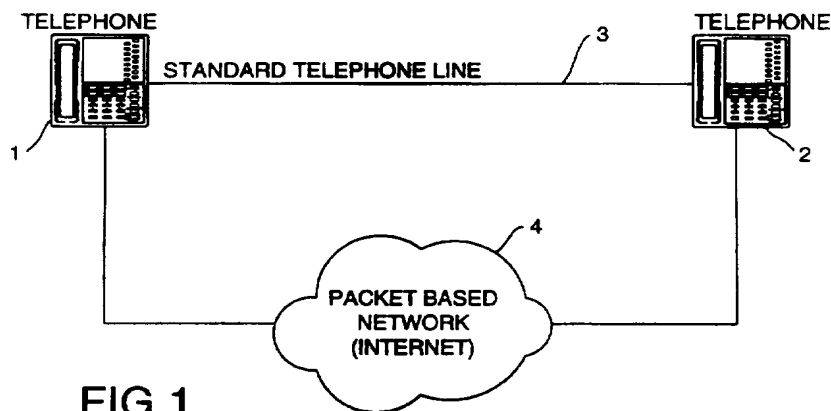 TELEPHONE
TELEPHONE
3
STANDARD TELEPHONE LINE
1
2
4
PACKET BASED
NETWORK
(INTERNET)
FIG 1